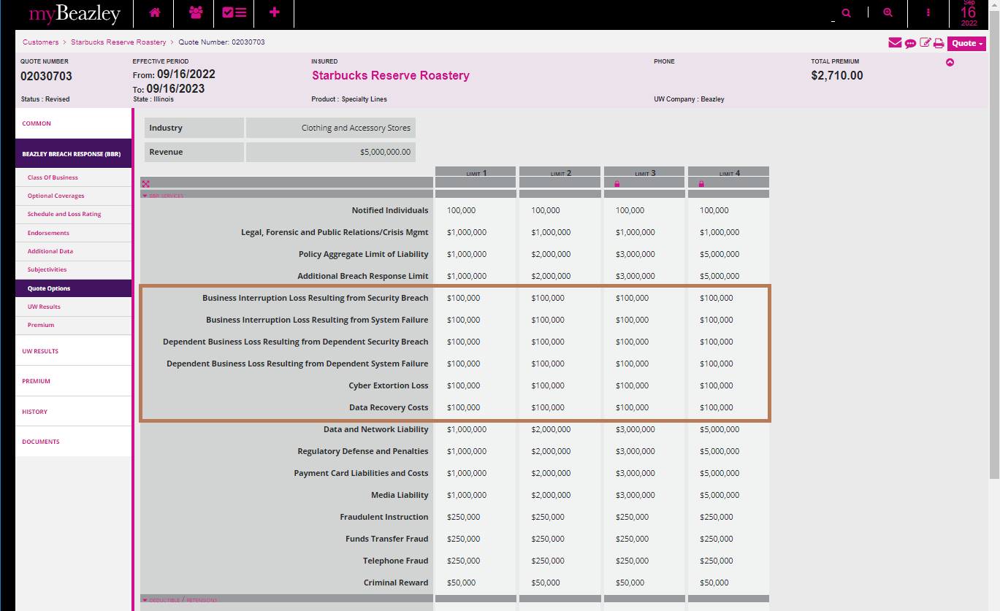 myBeazley
Sep
16
2022
Customers > Starbucks Reserve Roastery > Quote Number: 02030703
Quote
QUOTE NUMBER EFFECTIVE PERIOD INSURED PHONE TOTAL PREMIUM
02030703 From: 09/16/2022 Starbucks Reserve Roastery $2,710.00
To: 09/16/2023
Status : Revised State : Illinois Product : Specialty Lines UW Company : Beazley
COMMON
BEAZLEY BREACH RESPONSE (BBR)
Class Of Business
Optional Coverages
Schedule and Loss Rating
Endorsements
Additional Data
Subjectivities
Quote Options
UW Results
Premium
UW RESULTS
PREMIUM
HISTORY
DOCUMENTS
Industry Clothing and Accessory Stores
Revenue $5,000,000.00
LIMIT 1 LIMIT 2 LIMIT 3 LIMIT 4
BBR SERVICES
Notified Individuals 100,000 100,000 100,000 100,000
Legal, Forensic and Public Relations/Crisis Mgmt $1,000,000 $1,000,000 $1,000,000 $1,000,000
Policy Aggregate Limit of Liability $1,000,000 $2,000,000 $3,000,000 $5,000,000
Additional Breach Response Limit $1,000,000 $2,000,000 $3,000,000 $5,000,000
Business Interruption Loss Resulting from Security Breach $100,000 $100,000 $100,000 $100,000
Business Interruption Loss Resulting from System Failure $100,000 $100,000 $100,000 $100,000
Dependent Business Loss Resulting from Dependent Security Breach $100,000 $100,000 $100,000 $100,000
Dependent Business Loss Resulting from Dependent System Failure $100,000 $100,000 $100,000 $100,000
Cyber Extortion Loss $100,000 $100,000 $100,000 $100,000
Data Recovery Costs $100,000 $100,000 $100,000 $100,000
Data and Network Liability $1,000,000 $2,000,000 $3,000,000 $5,000,000
Regulatory Defense and Penalties $1,000,000 $2,000,000 $3,000,000 $5,000,000
Payment Card Liabilities and Costs $1,000,000 $2,000,000 $3,000,000 $5,000,000
Media Liability $1,000,000 $2,000,000 $3,000,000 $5,000,000
Fraudulent Instruction $250,000 $250,000 $250,000 $250,000
Funds Transfer Fraud $250,000 $250,000 $250,000 $250,000
Telephone Fraud $250,000 $250,000 $250,000 $250,000
Criminal Reward $50,000 $50,000 $50,000 $50,000
DEDUCTIBLE / RETENSIONS